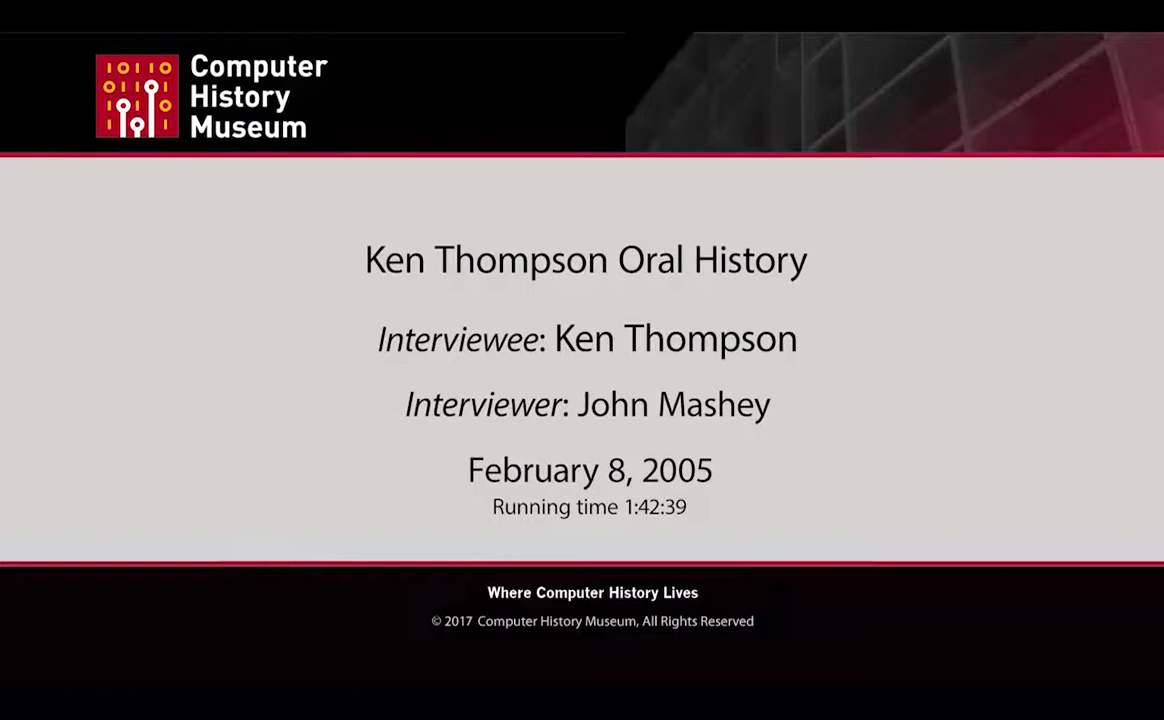 Computer
History
Museum
Ken Thompson Oral History
Interviewee: Ken Thompson
Interviewer: John Mashey
February 8, 2005
Running time 1:42:39
Where Computer History Lives
© 2017 Computer History Museum, All Rights Reserved